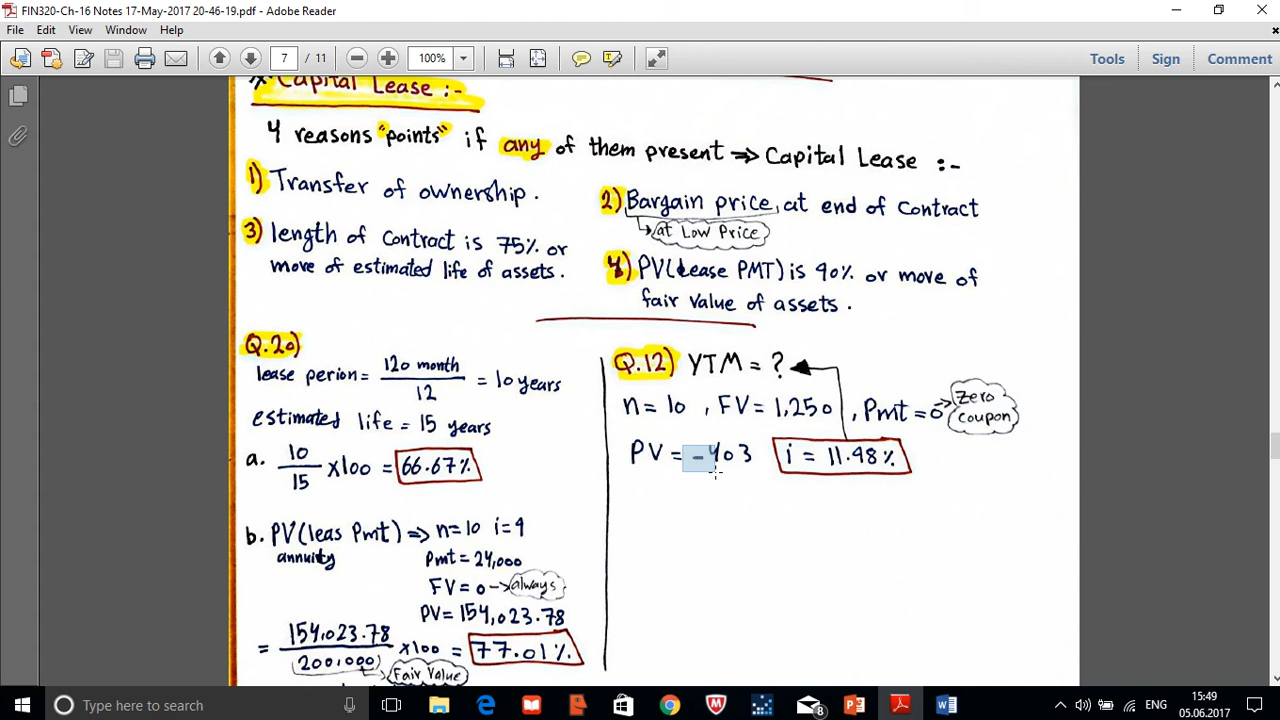 FIN320-Ch-16 Notes 17-May-2017 20-46-19.pdf - Adobe Reader
File Edit View Window Help
7 / 11 100% Tools Sign Comment
* Capital Lease :-
4 reasons "points" if any of them present ⇒ Capital Lease :-
1) Transfer of ownership.
2) Bargain price, at end of Contract
at Low Price
3) length of Contract is 75% or
move of estimated life of assets.
4) PV(Lease PMT) is 90% or move of
fair value of assets.
Q.20)
lease perion = 120 month / 12 = 10 years
estimated life = 15 years
a. 10 / 15 x100 = 66.67%
b. PV(leas Pmt) ⇒ n=10 i=9
annuity
Pmt = 24,000
FV = 0 → always
PV = 154,023.78
= 154,023.78 / 200,000 x100 = 77.01%
Fair Value
Q.12) YTM = ?
n = 10 , FV = 1,250 , Pmt = 0 → Zero Coupon
PV = -403 i = 11.98%
Type here to search
8
ENG
15:49
05.06.2017